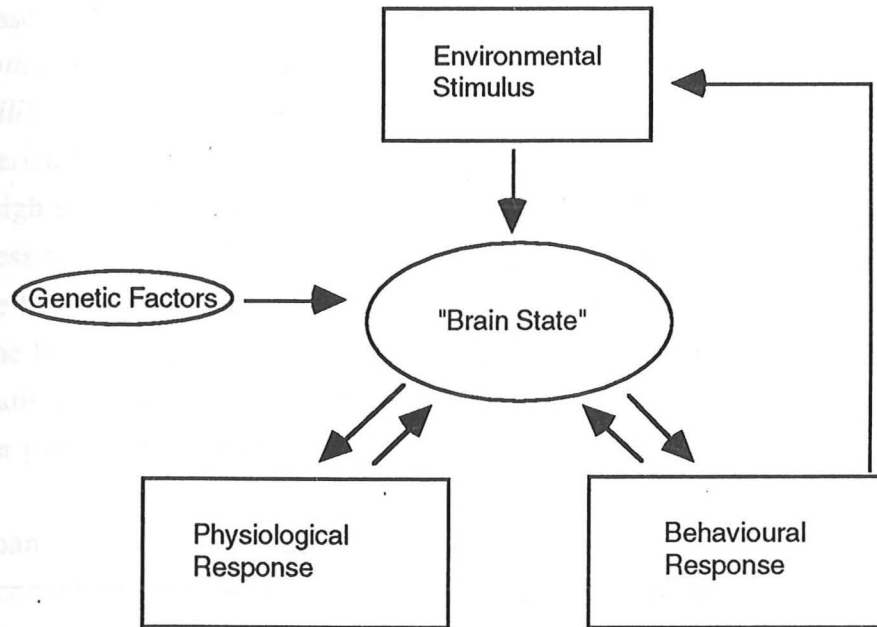 Environmental
Stimulus
Genetic Factors
"Brain State"
Physiological
Response
Behavioural
Response